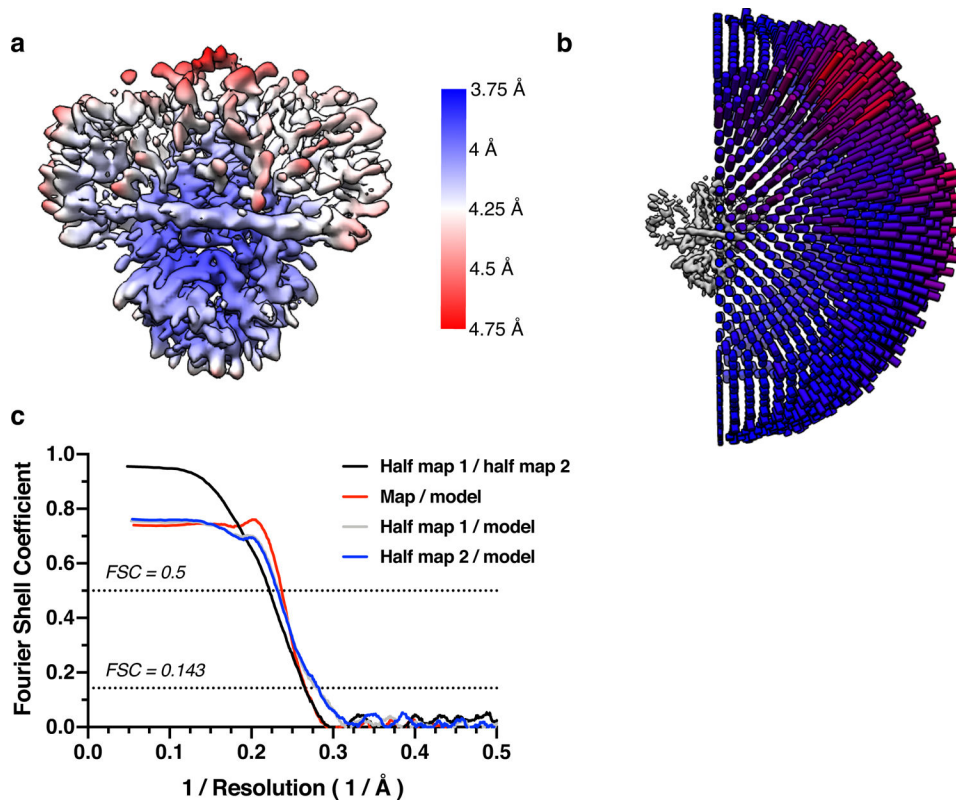 a
b
3.75 Å
4 Å
4.25 Å
4.5 Å
4.75 Å
c
Fourier Shell Coefficient
1.0
0.8
0.6
0.4
0.2
0.0
Half map 1 / half map 2
Map / model
Half map 1 / model
Half map 2 / model
FSC = 0.5
FSC = 0.143
0.0 0.1 0.2 0.3 0.4 0.5
1 / Resolution ( 1 / Å )